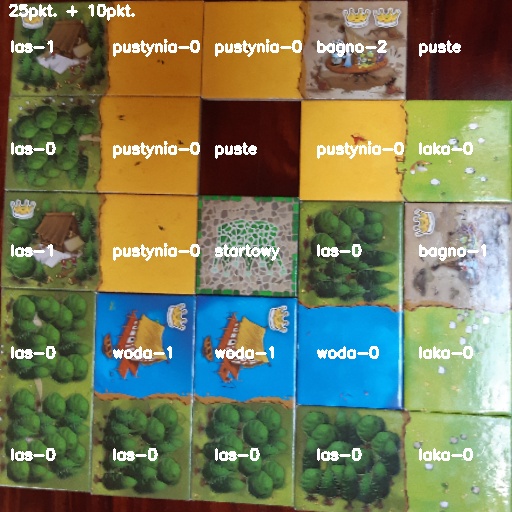 25pkt. + 10pkt.
las-1 pustynia-0 pustynia-0 bagno-2 puste
las-0 pustynia-0 puste pustynia-0 laka-0
las-1 pustynia-0 startowy las-0 bagno-1
las-0 woda-1 woda-1 woda-0 laka-0
las-0 las-0 las-0 las-0 laka-0